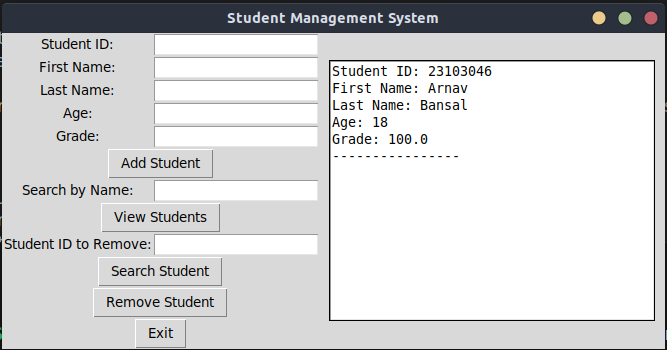 Student Management System
Student ID:
First Name:
Last Name:
Age:
Grade:
Add Student
Search by Name:
View Students
Student ID to Remove:
Search Student
Remove Student
Exit
Student ID: 23103046
First Name: Arnav
Last Name: Bansal
Age: 18
Grade: 100.0
----------------